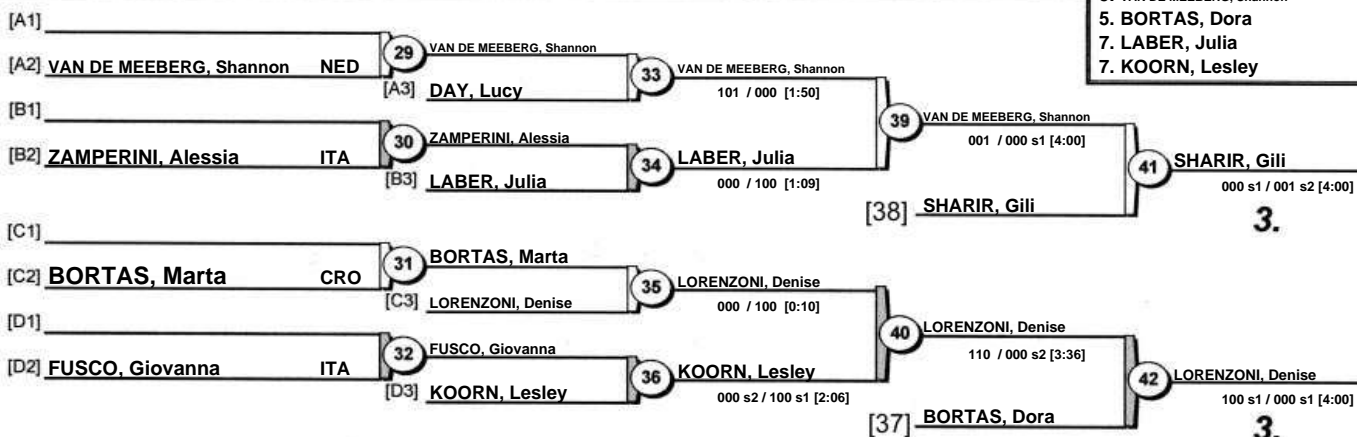 5. VAN DE MEEBERG, Shannon
5. BORTAS, Dora
7. LABER, Julia
7. KOORN, Lesley
[A1]
[A2] VAN DE MEEBERG, Shannon NED
29
VAN DE MEEBERG, Shannon
[A3] DAY, Lucy
33
VAN DE MEEBERG, Shannon
101 / 000 [1:50]
[B1]
[B2] ZAMPERINI, Alessia ITA
30
ZAMPERINI, Alessia
[B3] LABER, Julia
34
LABER, Julia
000 / 100 [1:09]
39
VAN DE MEEBERG, Shannon
001 / 000 s1 [4:00]
[38] SHARIR, Gili
41
SHARIR, Gili
000 s1 / 001 s2 [4:00]
3.
[C1]
[C2] BORTAS, Marta CRO
31
BORTAS, Marta
[C3] LORENZONI, Denise
35
LORENZONI, Denise
000 / 100 [0:10]
[D1]
[D2] FUSCO, Giovanna ITA
32
FUSCO, Giovanna
[D3] KOORN, Lesley
36
KOORN, Lesley
000 s2 / 100 s1 [2:06]
40
LORENZONI, Denise
110 / 000 s2 [3:36]
[37] BORTAS, Dora
42
LORENZONI, Denise
100 s1 / 000 s1 [4:00]
3.